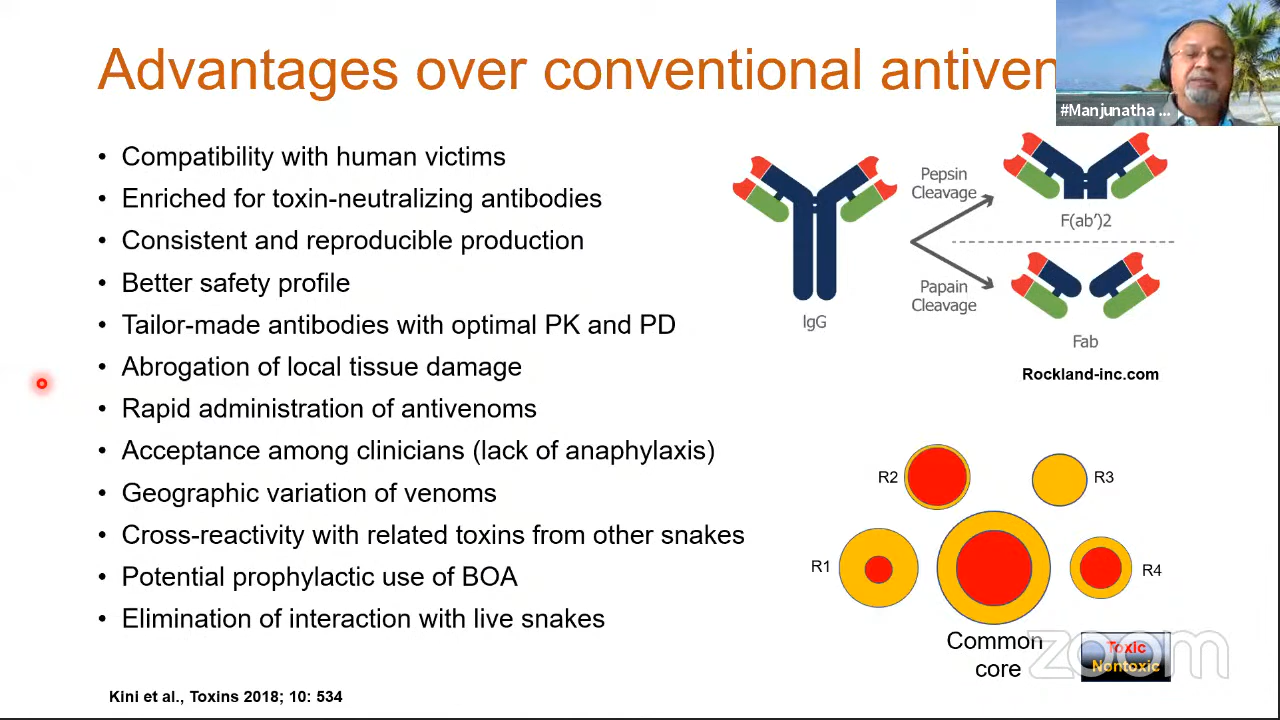 Advantages over conventional antiven
#Manjunatha ...
• Compatibility with human victims
• Enriched for toxin-neutralizing antibodies
• Consistent and reproducible production
• Better safety profile
• Tailor-made antibodies with optimal PK and PD
• Abrogation of local tissue damage
• Rapid administration of antivenoms
• Acceptance among clinicians (lack of anaphylaxis)
• Geographic variation of venoms
• Cross-reactivity with related toxins from other snakes
• Potential prophylactic use of BOA
• Elimination of interaction with live snakes
Kini et al., Toxins 2018; 10: 534
Pepsin
Cleavage
F(ab')2
Papain
Cleavage
IgG
Fab
Rockland-inc.com
R2
R3
R1
R4
Common
core
Toxic
Nontoxic
zoom